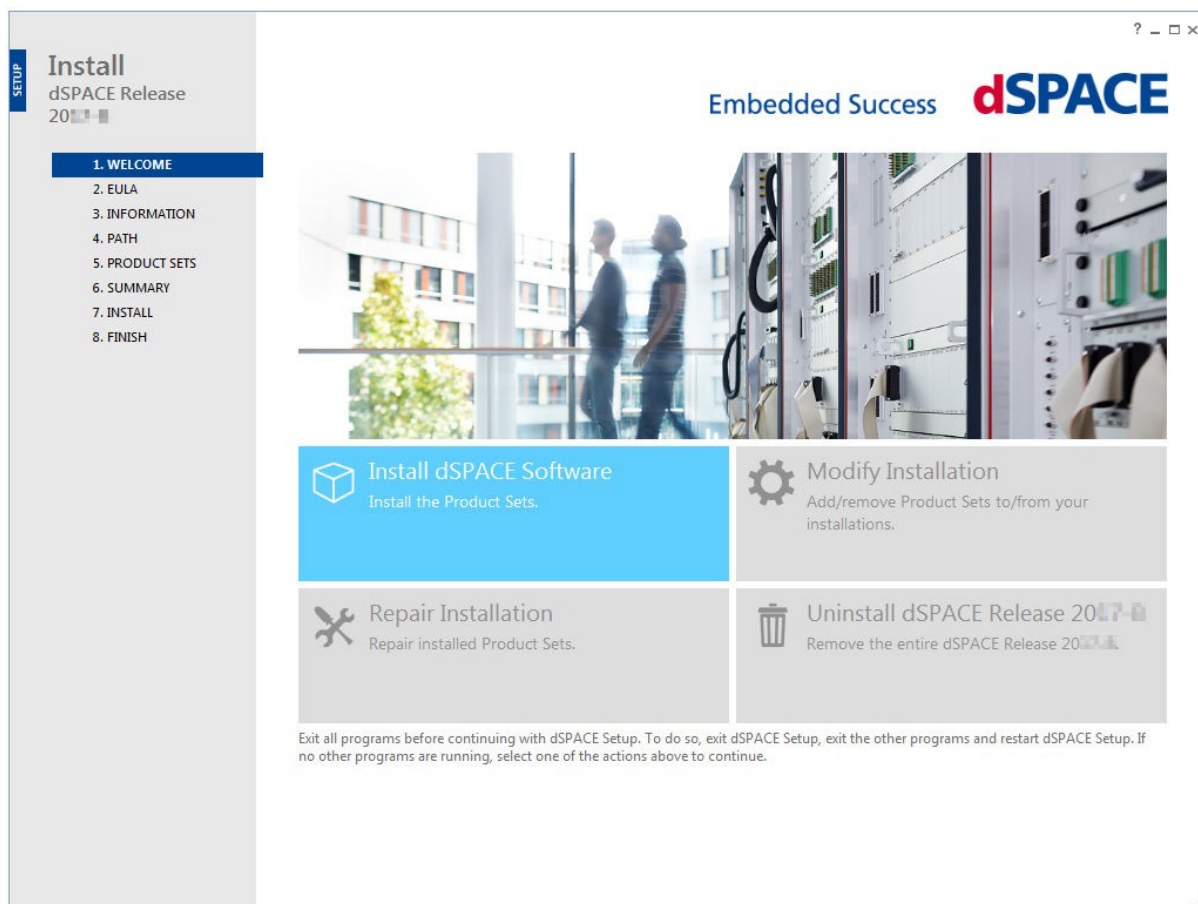 SETUP
Install
dSPACE Release
20
1. WELCOME
2. EULA
3. INFORMATION
4. PATH
5. PRODUCT SETS
6. SUMMARY
7. INSTALL
8. FINISH
?
Embedded Success dSPACE
Install dSPACE Software
Install the Product Sets.
Modify Installation
Add/remove Product Sets to/from your
installations.
Repair Installation
Repair installed Product Sets.
Uninstall dSPACE Release 20
Remove the entire dSPACE Release 20
Exit all programs before continuing with dSPACE Setup. To do so, exit dSPACE Setup, exit the other programs and restart dSPACE Setup. If
no other programs are running, select one of the actions above to continue.